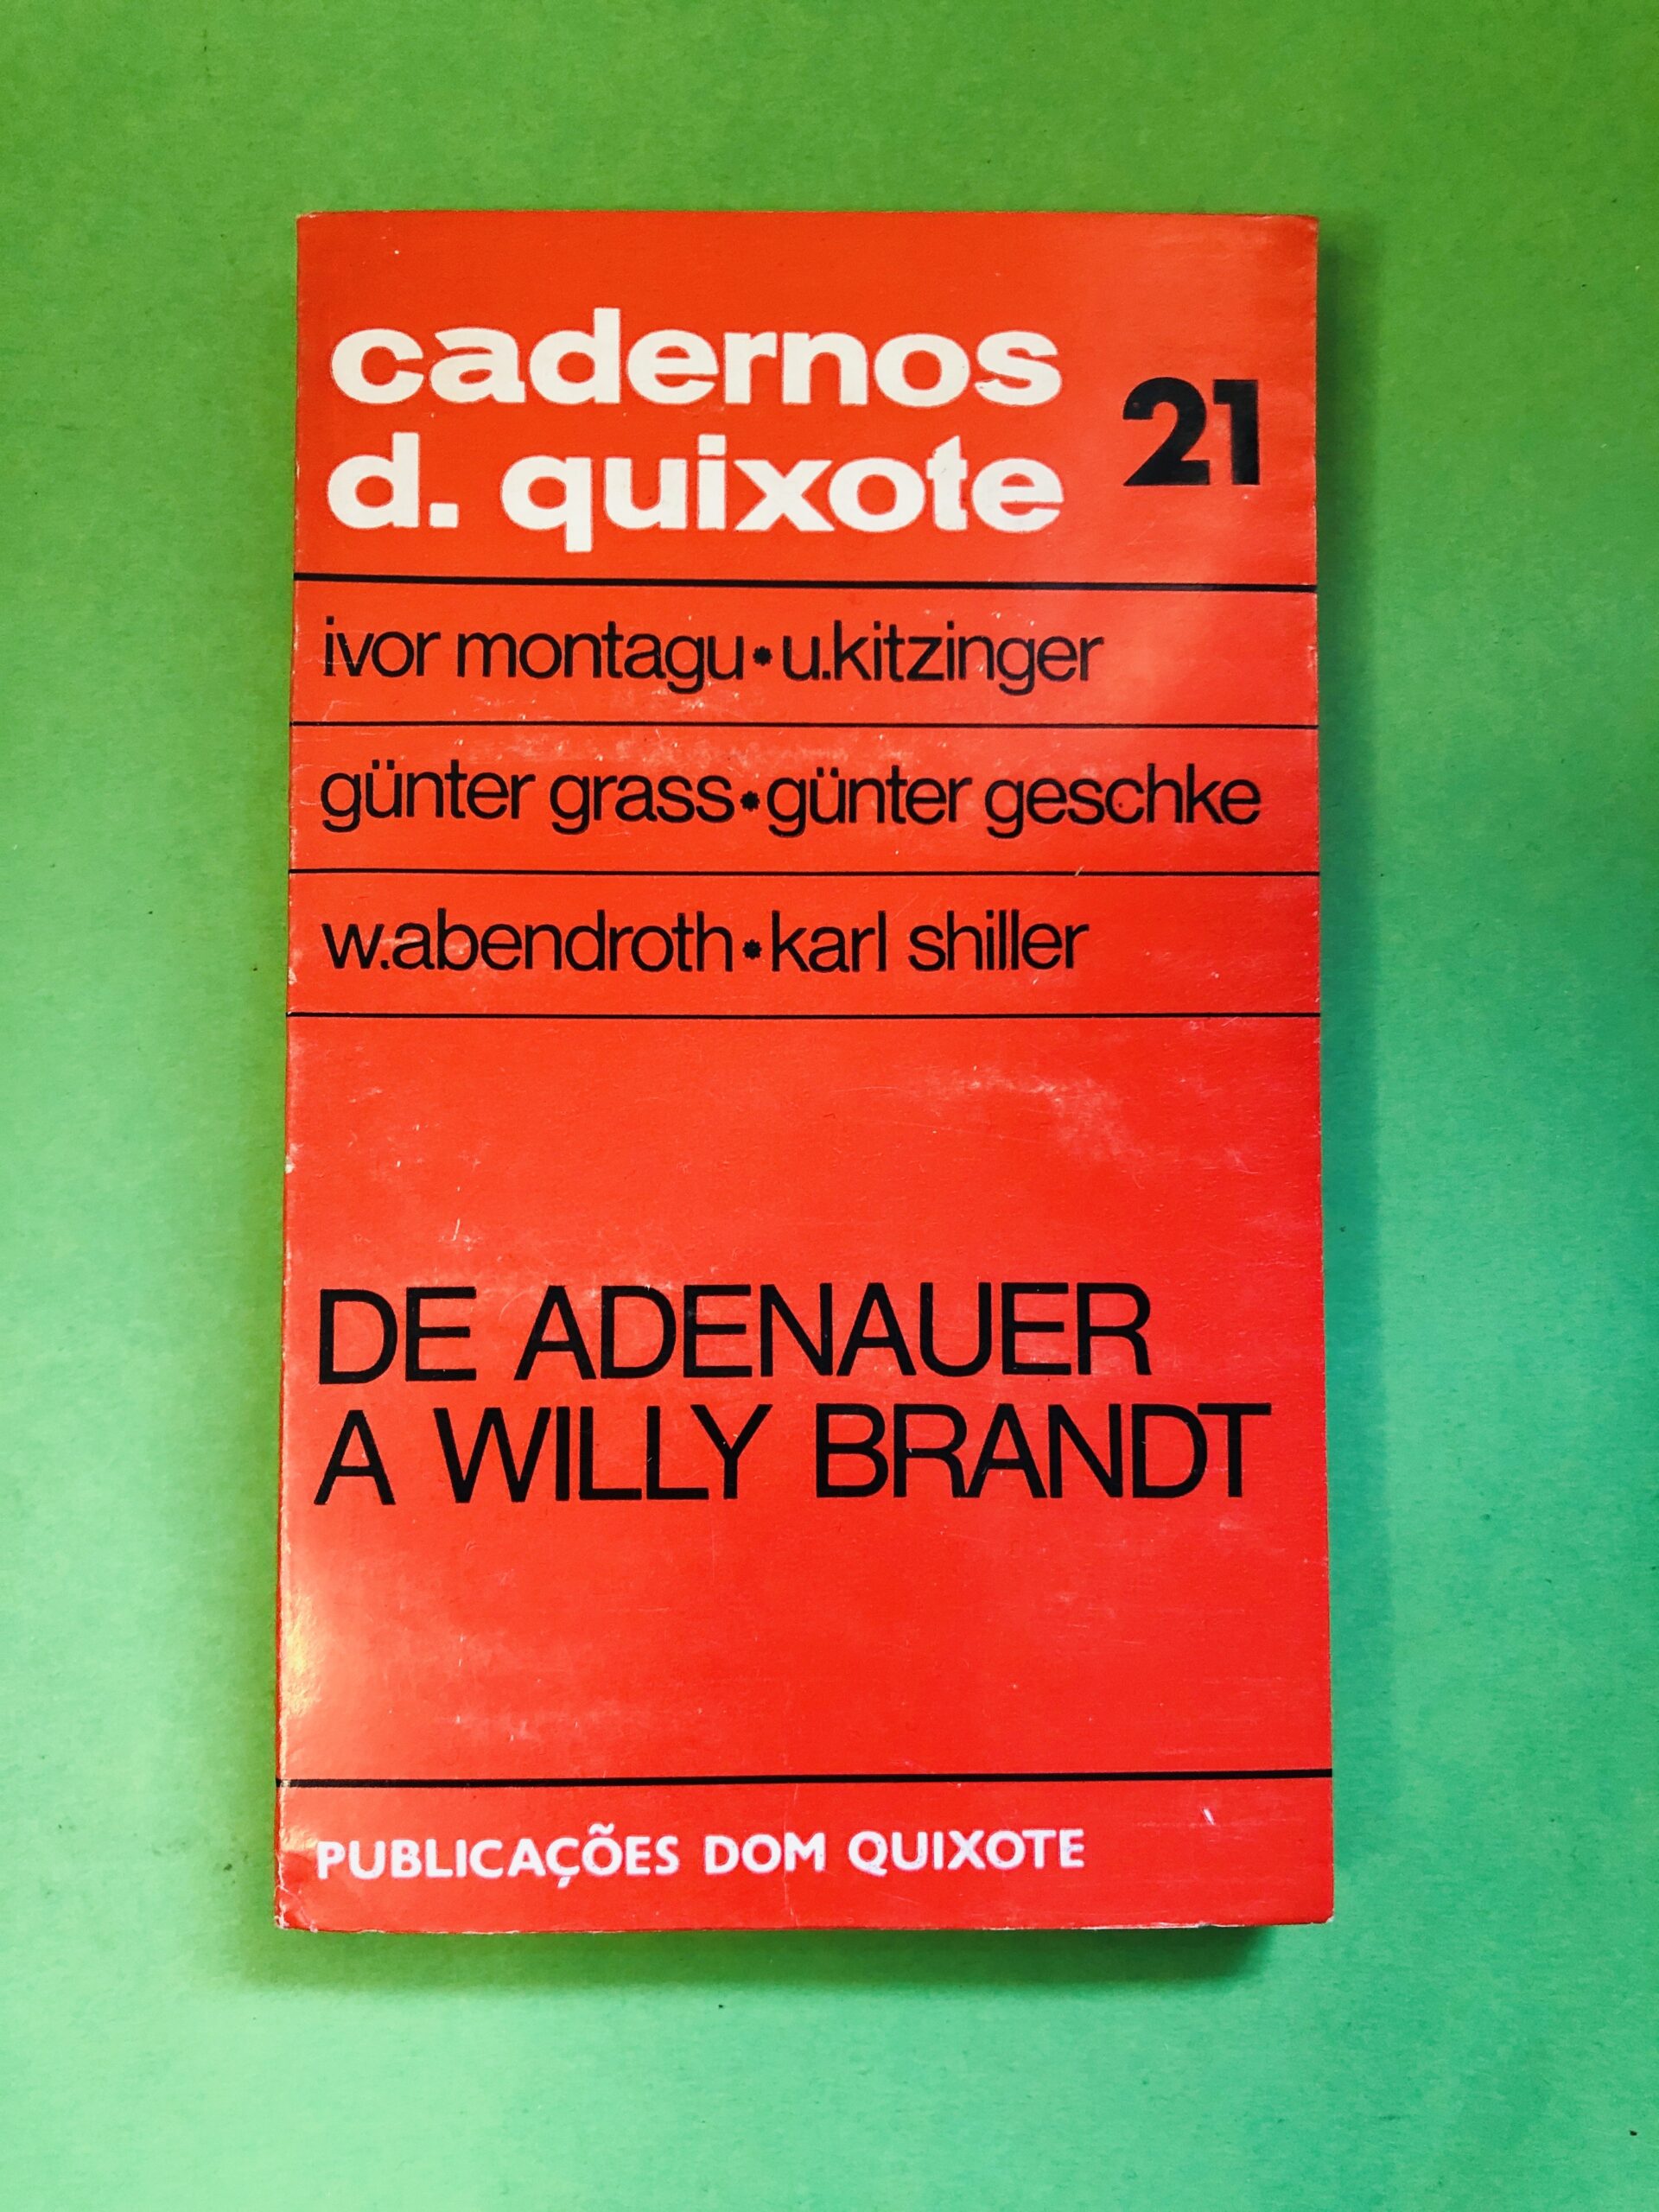 cadernos
d. quixote
21
ivor montagu•u.kitzinger
günter grass•günter geschke
w.abendroth•karl shiller
DE ADENAUER
A WILLY BRANDT
PUBLICAÇÕES DOM QUIXOTE